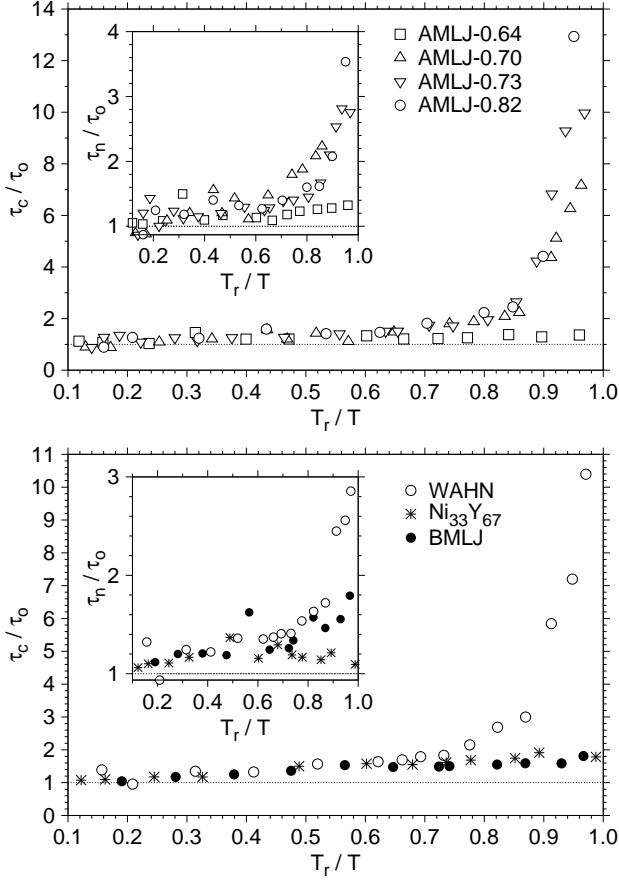 14
12
10
8
6
4
2
0
τc / τo
0.1 0.2 0.3 0.4 0.5 0.6 0.7 0.8 0.9 1.0
Tr / T
4
3
2
1
τn / τo
0.2 0.4 0.6 0.8 1.0
Tr / T
AMLJ-0.64
AMLJ-0.70
AMLJ-0.73
AMLJ-0.82
11
10
9
8
7
6
5
4
3
2
1
0
τc / τo
0.1 0.2 0.3 0.4 0.5 0.6 0.7 0.8 0.9 1.0
Tr / T
3
2
1
τn / τo
0.2 0.4 0.6 0.8 1.0
Tr / T
WAHN
Ni33Y67
BMLJ